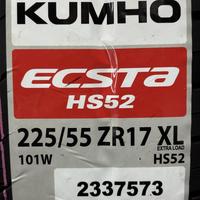 KUMHO
ECSTA
HS52
225/55 ZR17 XL
EXTRA LOAD
101W HS52
2337573